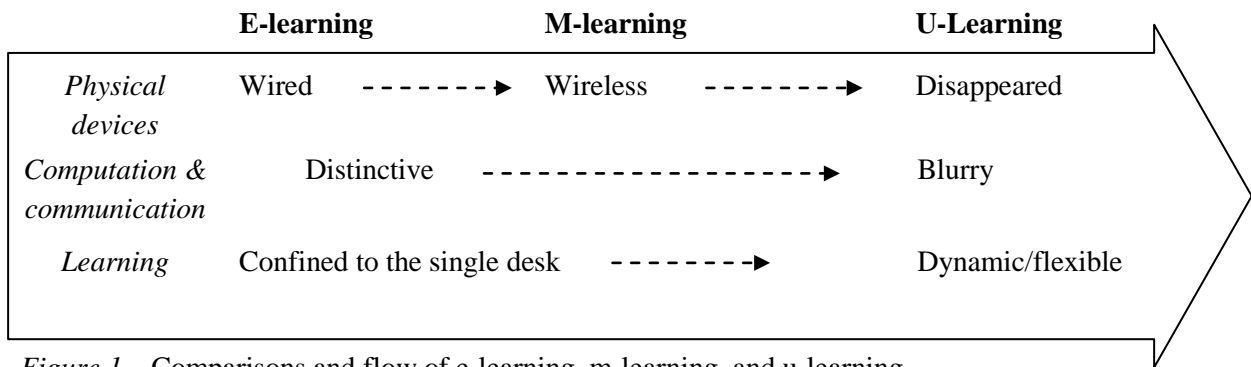 E-learning M-learning U-Learning
Physical Wired Wireless Disappeared
devices
Computation & Distinctive Blurry
communication
Learning Confined to the single desk Dynamic/flexible
Figure 1. Comparisons and flow of e-learning, m-learning, and u-learning